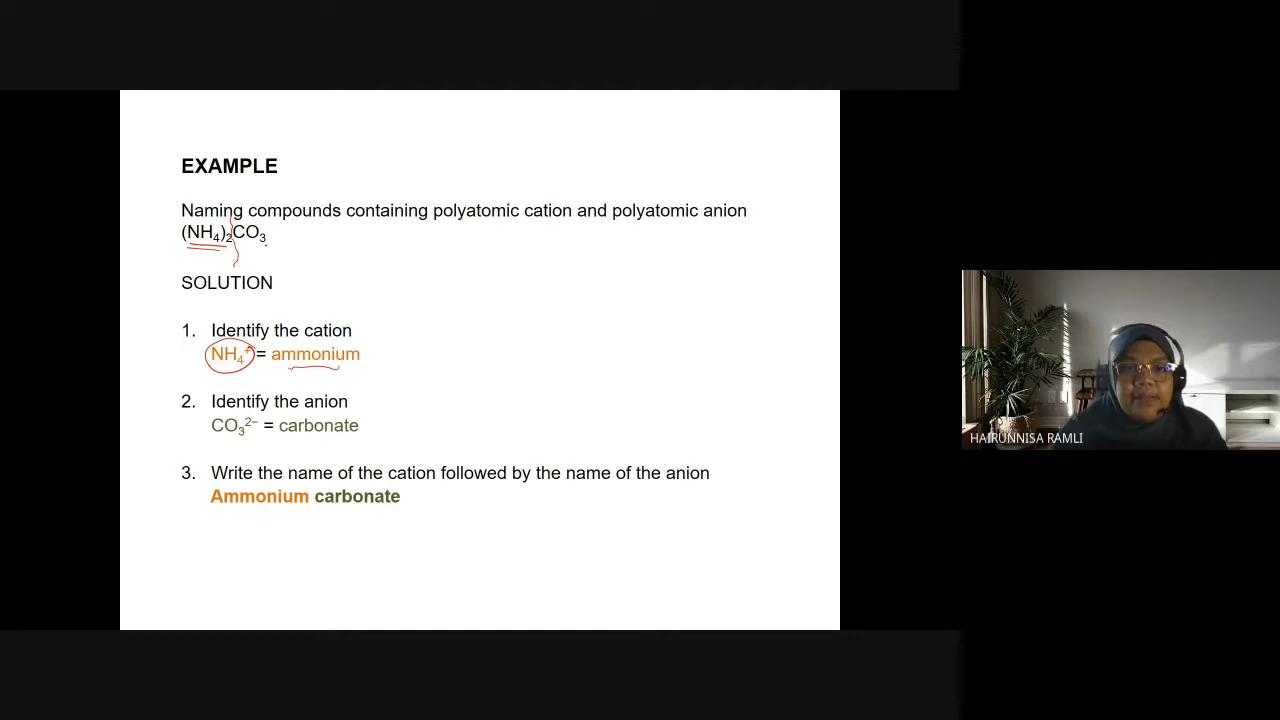 EXAMPLE
Naming compounds containing polyatomic cation and polyatomic anion
(NH₄)₂CO₃
SOLUTION
1. Identify the cation
NH₄⁺ = ammonium
2. Identify the anion
CO₃²⁻ = carbonate
3. Write the name of the cation followed by the name of the anion
Ammonium carbonate
HAIRUNNISA RAMLI